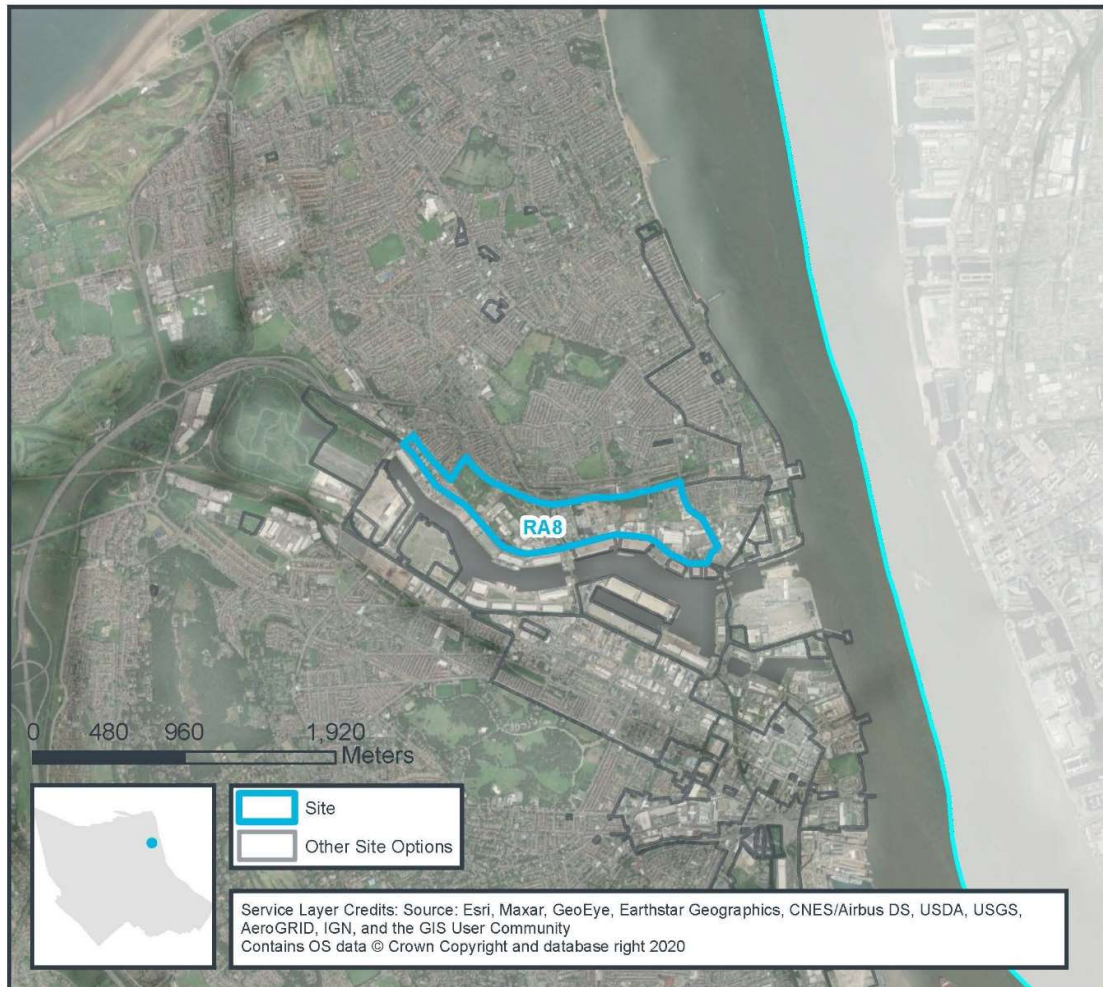 RA8
0 480 960 1,920
Meters
Site
Other Site Options
Service Layer Credits: Source: Esri, Maxar, GeoEye, Earthstar Geographics, CNES/Airbus DS, USDA, USGS,
AeroGRID, IGN, and the GIS User Community
Contains OS data © Crown Copyright and database right 2020